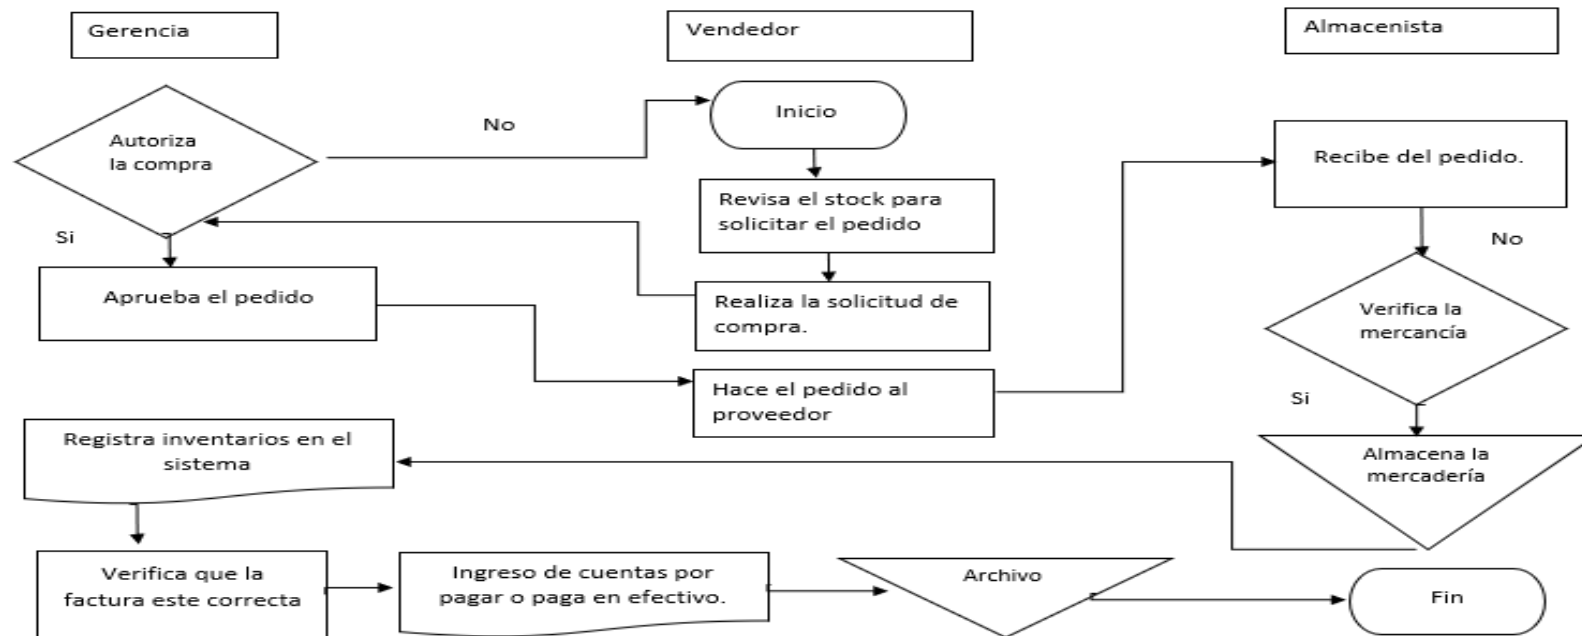 Gerencia
Vendedor
Almacenista
Inicio
No
Autoriza
la compra
Recibe del pedido.
Revisa el stock para
solicitar el pedido
Si
No
Aprueba el pedido
Realiza la solicitud de
compra.
Verifica la
mercancía
Hace el pedido al
proveedor
Si
Registra inventarios en el
sistema
Almacena la
mercadería
Verifica que la
factura este correcta
Ingreso de cuentas por
pagar o paga en efectivo.
Archivo
Fin